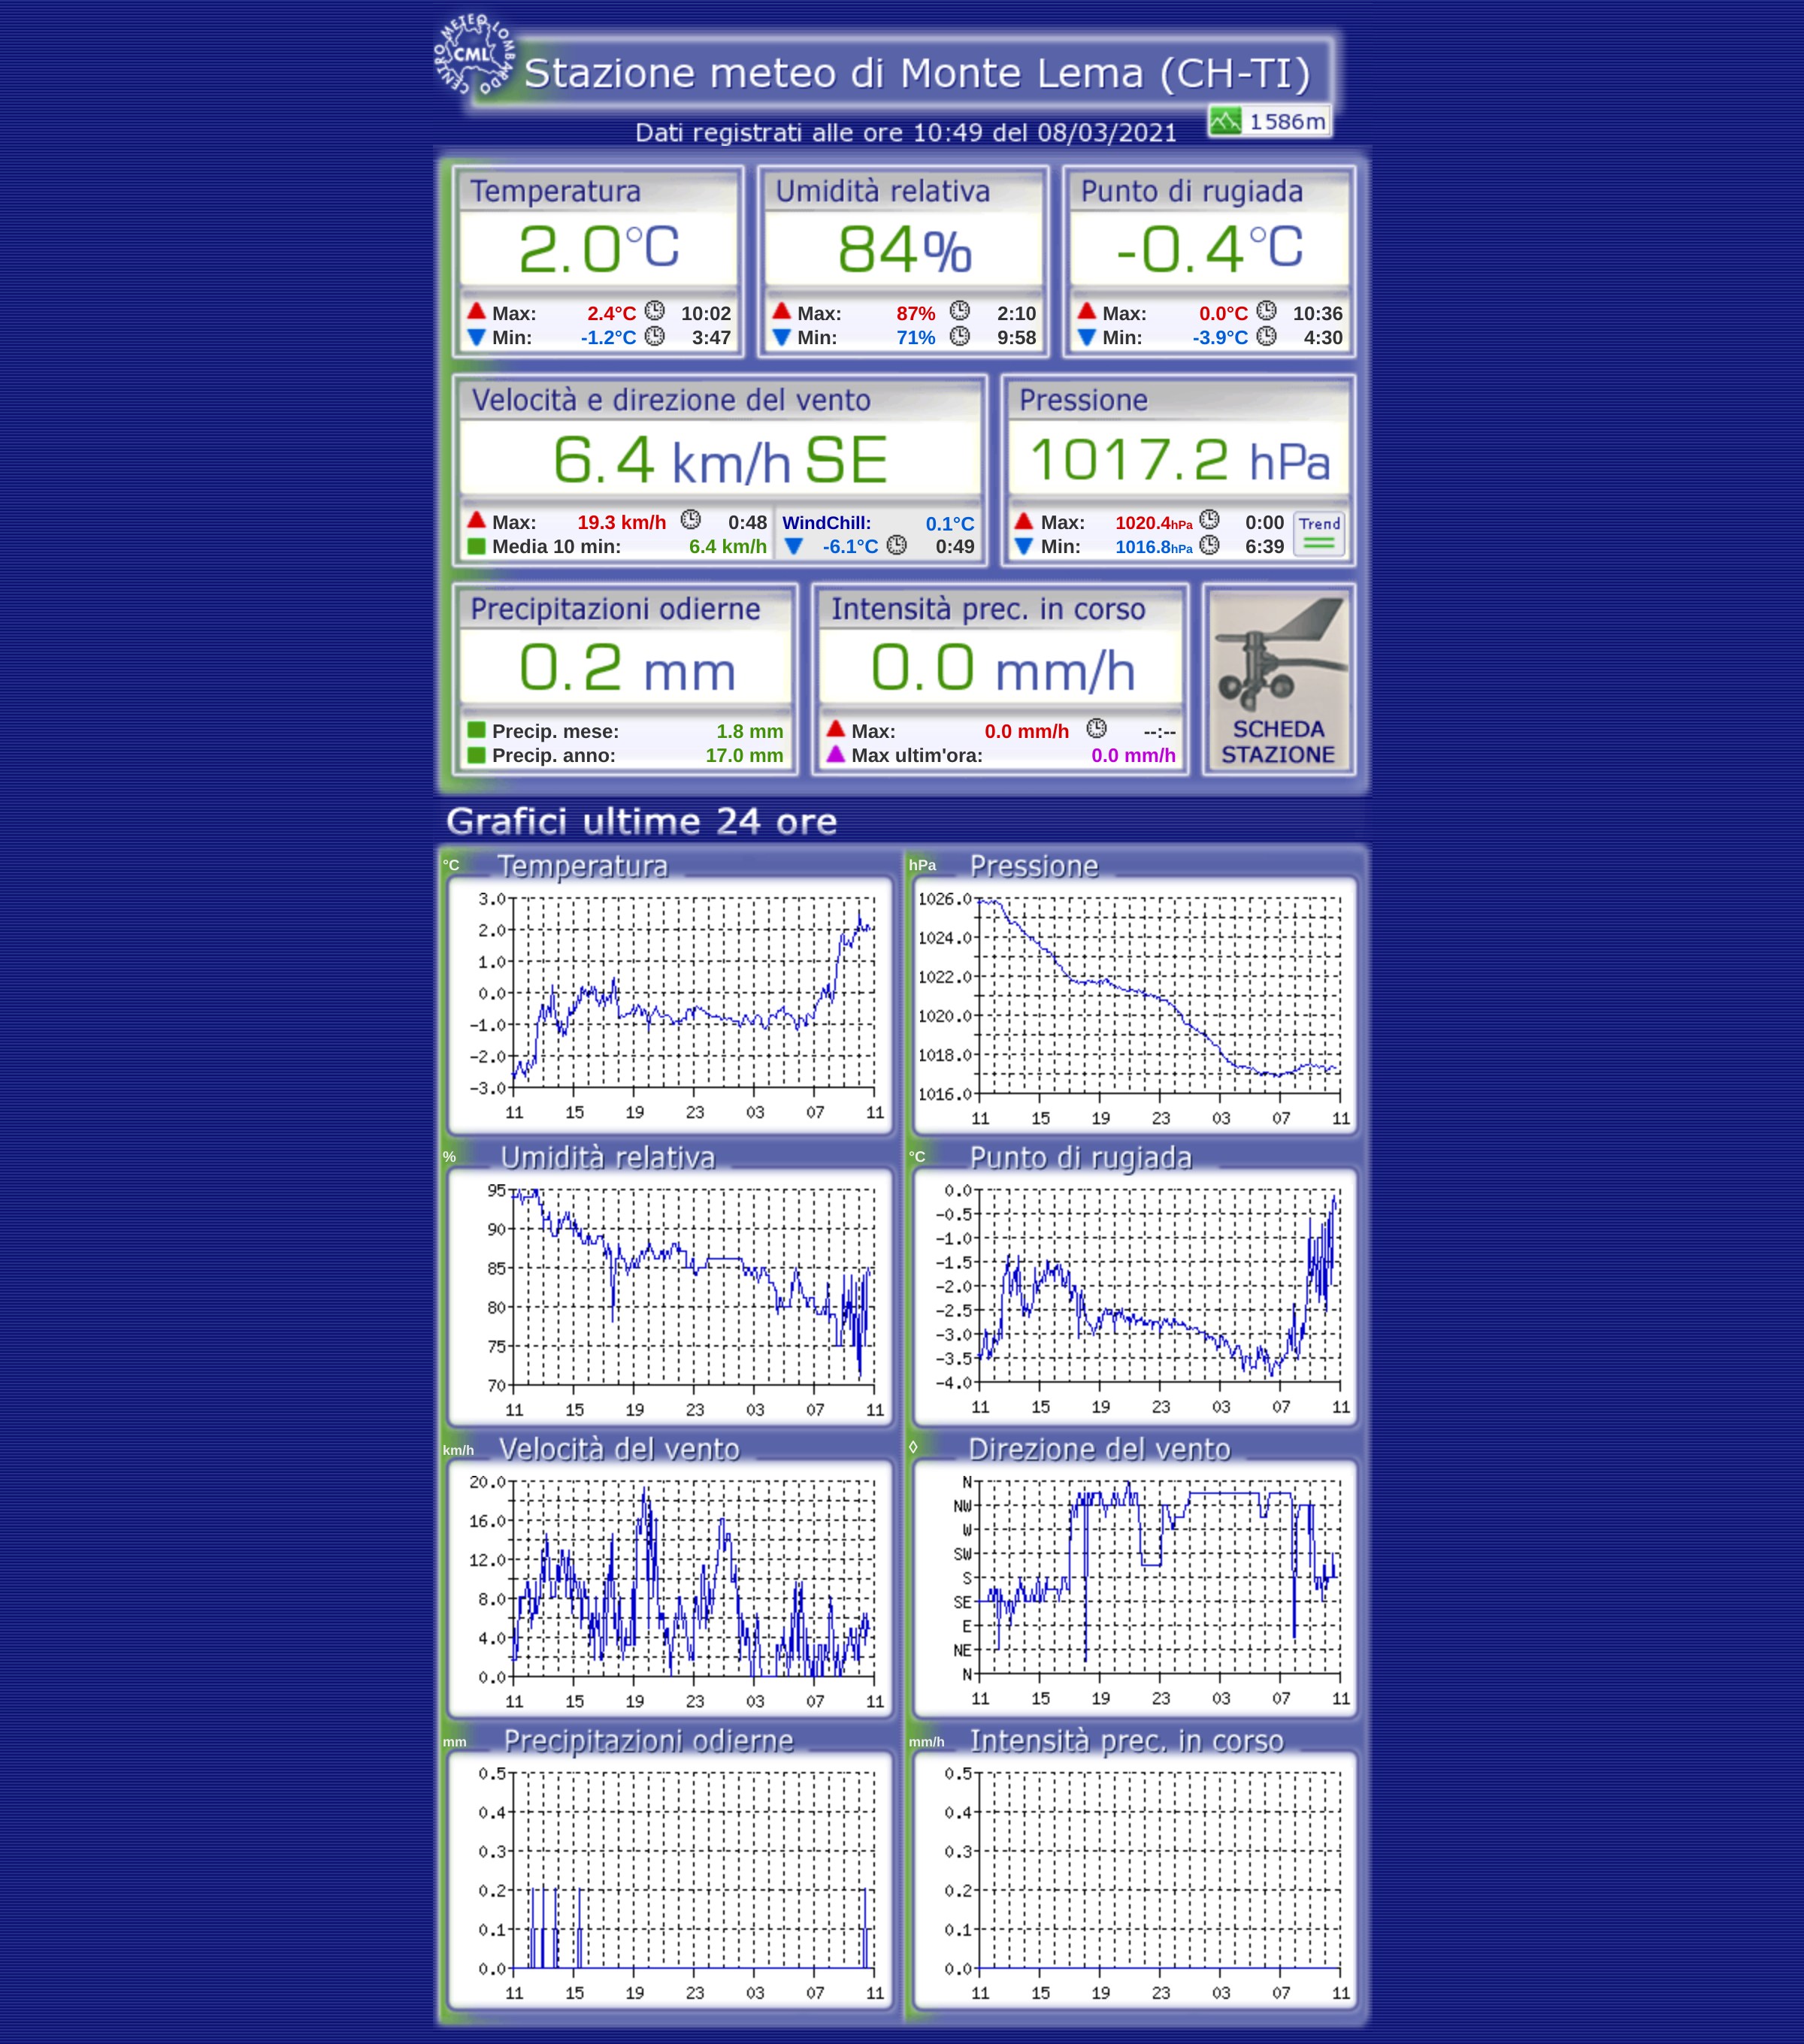 CENTRO METEO LOMBARDO
CML
Stazione meteo di Monte Lema (CH-TI)
1586m
Dati registrati alle ore 10:49 del 08/03/2021
Temperatura Umidità relativa Punto di rugiada
2.0°C 84% -0.4°C
Max: 2.4°C 10:02 Max: 87% 2:10 Max: 0.0°C 10:36
Min: -1.2°C 3:47 Min: 71% 9:58 Min: -3.9°C 4:30
Velocità e direzione del vento Pressione
6.4 km/h SE 1017.2 hPa
Max: 19.3 km/h 0:48 WindChill: 0.1°C Max: 1020.4hPa 0:00 Trend
Media 10 min: 6.4 km/h -6.1°C 0:49 Min: 1016.8hPa 6:39
Precipitazioni odierne Intensità prec. in corso
0.2 mm 0.0 mm/h
Precip. mese: 1.8 mm Max: 0.0 mm/h --:-- SCHEDA
Precip. anno: 17.0 mm Max ultim'ora: 0.0 mm/h STAZIONE
Grafici ultime 24 ore
°C Temperatura
3.0
2.0
1.0
0.0
-1.0
-2.0
-3.0
11 15 19 23 03 07 11
hPa Pressione
1026.0
1024.0
1022.0
1020.0
1018.0
1016.0
11 15 19 23 03 07 11
% Umidità relativa
95
90
85
80
75
70
11 15 19 23 03 07 11
°C Punto di rugiada
0.0
-0.5
-1.0
-1.5
-2.0
-2.5
-3.0
-3.5
-4.0
11 15 19 23 03 07 11
km/h Velocità del vento
20.0
16.0
12.0
8.0
4.0
0.0
11 15 19 23 03 07 11
◊ Direzione del vento
N
NW
W
SW
S
SE
E
NE
N
11 15 19 23 03 07 11
mm Precipitazioni odierne
0.5
0.4
0.3
0.2
0.1
0.0
11 15 19 23 03 07 11
mm/h Intensità prec. in corso
0.5
0.4
0.3
0.2
0.1
0.0
11 15 19 23 03 07 11